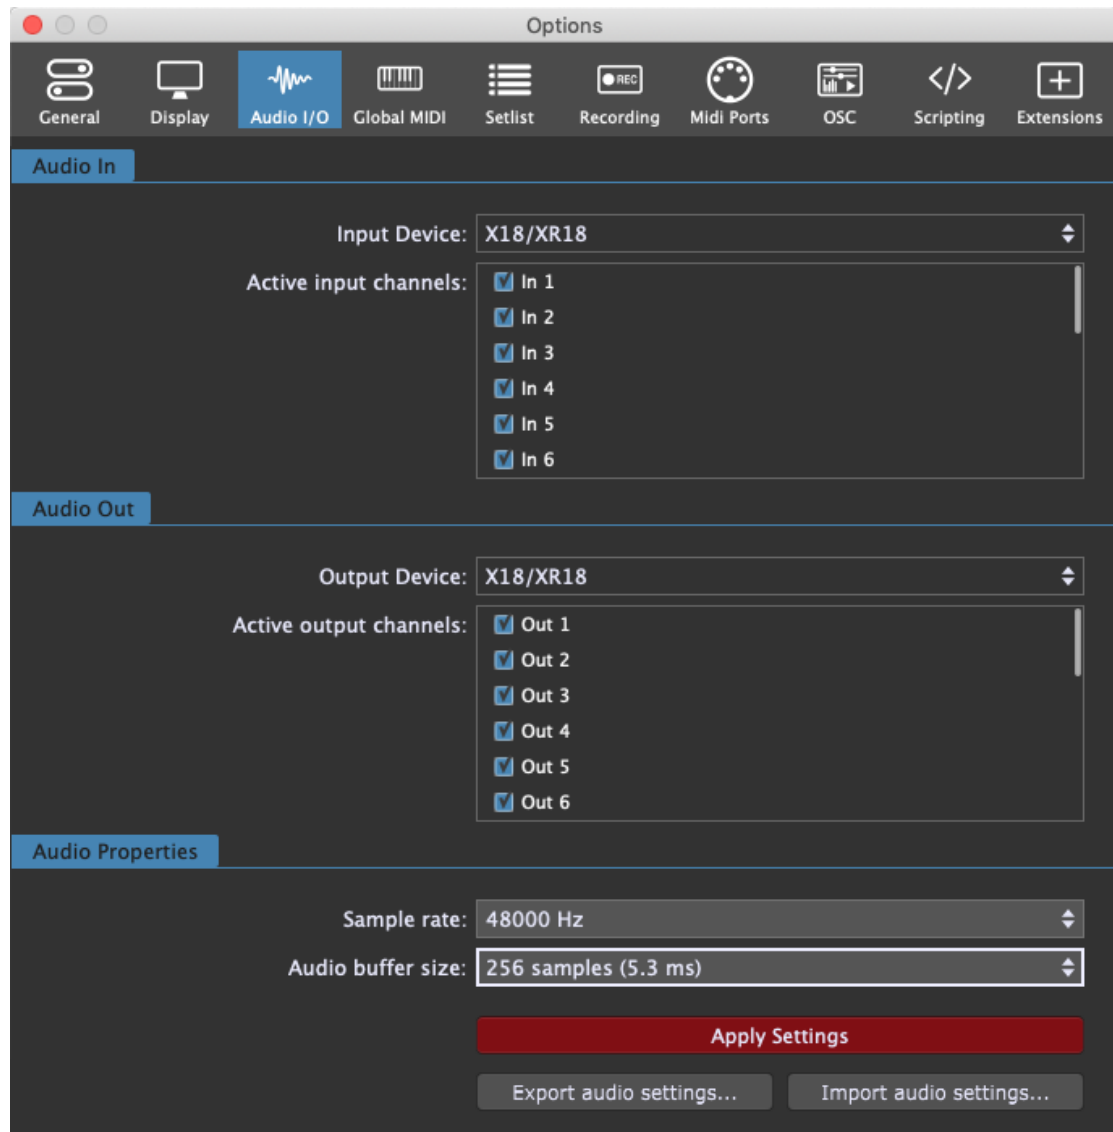 Options
General Display Audio I/O Global MIDI Setlist REC Recording Midi Ports OSC </> Scripting Extensions
Audio In
Input Device: X18/XR18
Active input channels: In 1
In 2
In 3
In 4
In 5
In 6
Audio Out
Output Device: X18/XR18
Active output channels: Out 1
Out 2
Out 3
Out 4
Out 5
Out 6
Audio Properties
Sample rate: 48000 Hz
Audio buffer size: 256 samples (5.3 ms)
Apply Settings
Export audio settings... Import audio settings...